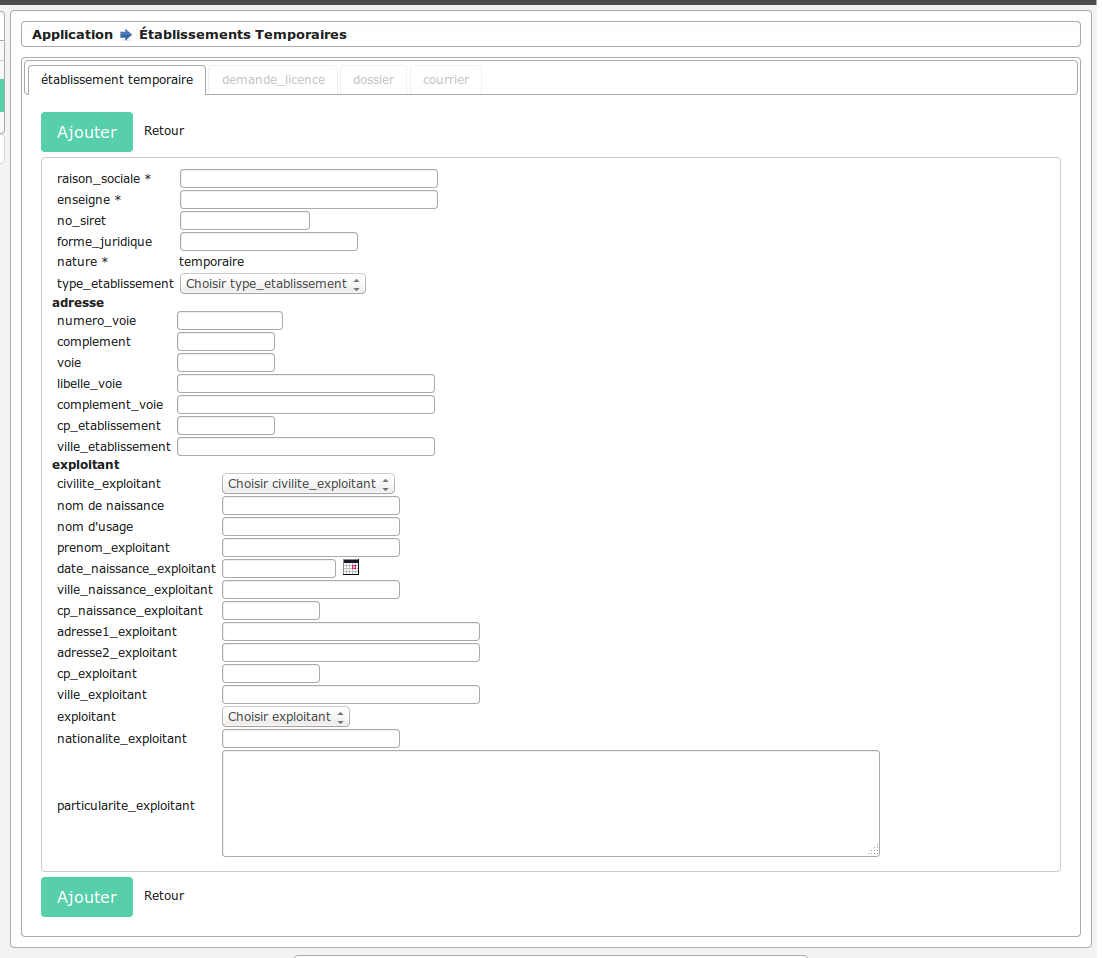 Application Établissements Temporaires
établissement temporaire demande_licence dossier courrier
Ajouter Retour
raison_sociale *
enseigne *
no_siret
forme_juridique
nature * temporaire
type_etablissement Choisir type_etablissement
adresse
numero_voie
complement
voie
libelle_voie
complement_voie
cp_etablissement
ville_etablissement
exploitant
civilite_exploitant Choisir civilite_exploitant
nom de naissance
nom d'usage
prenom_exploitant
date_naissance_exploitant
ville_naissance_exploitant
cp_naissance_exploitant
adresse1_exploitant
adresse2_exploitant
cp_exploitant
ville_exploitant
exploitant Choisir exploitant
nationalite_exploitant
particularite_exploitant
Ajouter Retour